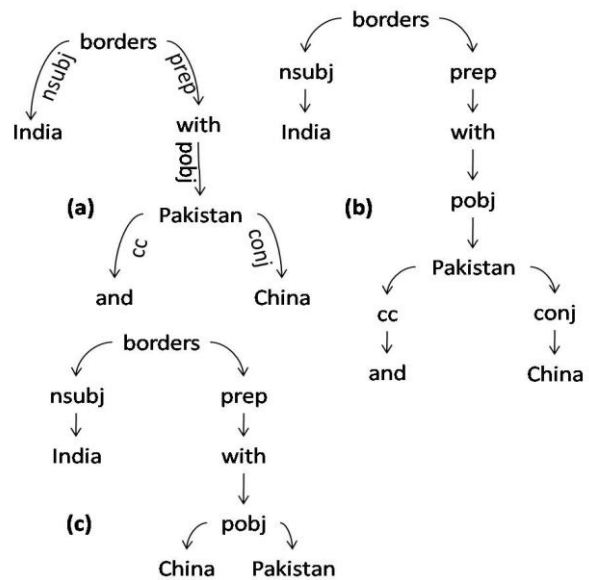 borders
nsubj
prep
India
with
pobj
(a)
Pakistan
cc
conj
and
China
borders
nsubj
prep
India
with
pobj
(b)
Pakistan
cc
conj
and
China
borders
nsubj
prep
India
with
(c)
pobj
China
Pakistan